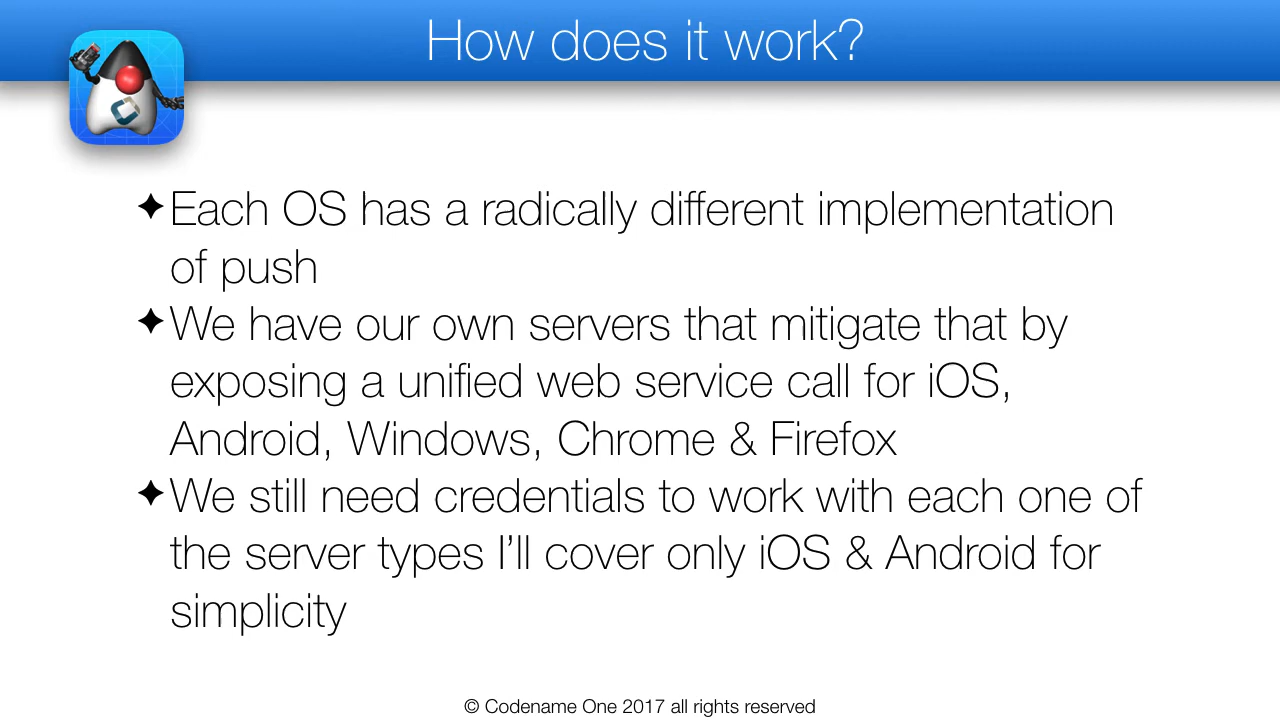 How does it work?
✦Each OS has a radically different implementation
of push
✦We have our own servers that mitigate that by
exposing a unified web service call for iOS,
Android, Windows, Chrome & Firefox
✦We still need credentials to work with each one of
the server types I’ll cover only iOS & Android for
simplicity
© Codename One 2017 all rights reserved